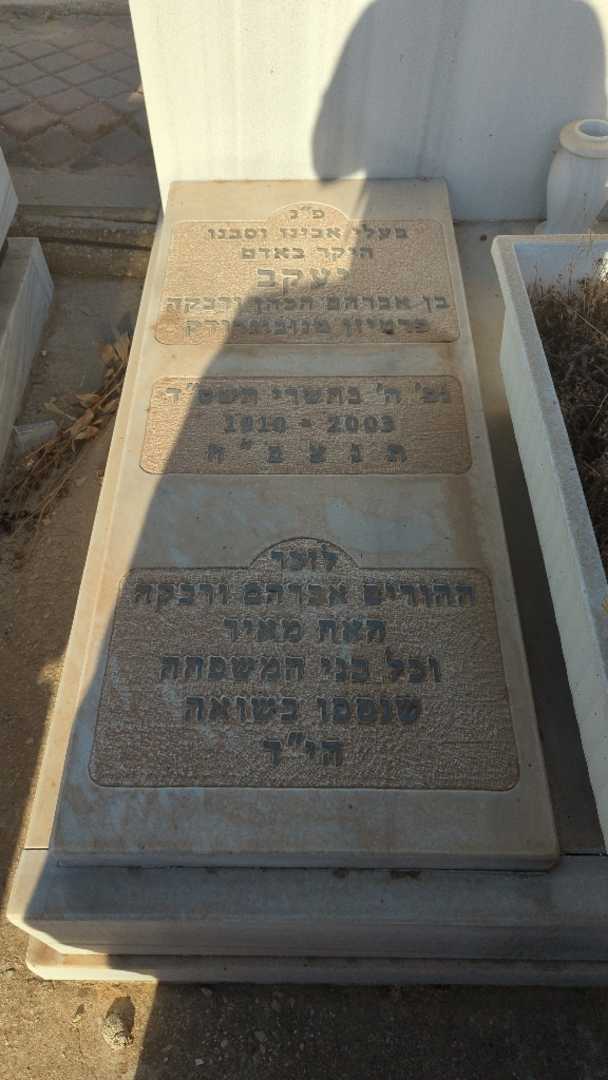 פ"נ
בעלי אבינו וסבנו
היקר באדם
יעקב
בן אברהם הכהן ורבקה
נפ' ה' בתשרי תשס"ד
1910 - 2003
ת נ צ ב "ה
לזכר
ההורים אברהם ורבקה
האח מאיר
וכל בני המשפחה
שנספו בשואה
הי"ד